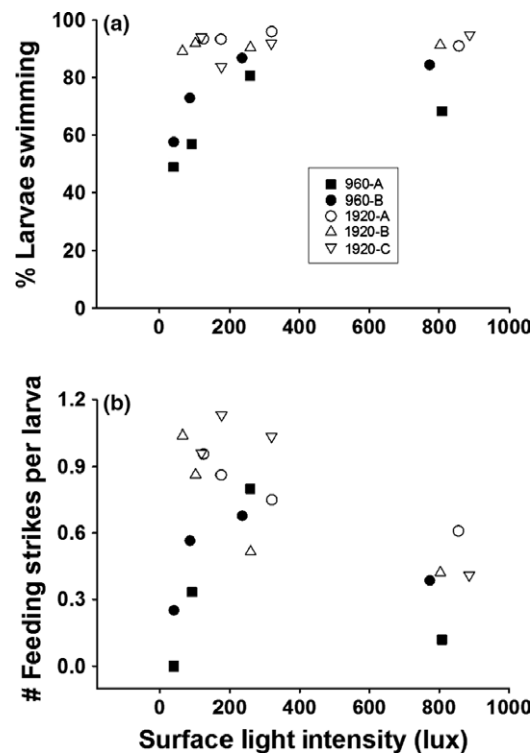 (a)
% Larvae swimming
100
80
60
40
20
0
960-A
960-B
1920-A
1920-B
1920-C
0 200 400 600 800 1000
(b)
# Feeding strikes per larva
1.2
0.9
0.6
0.3
0.0
0 200 400 600 800 1000
Surface light intensity (lux)